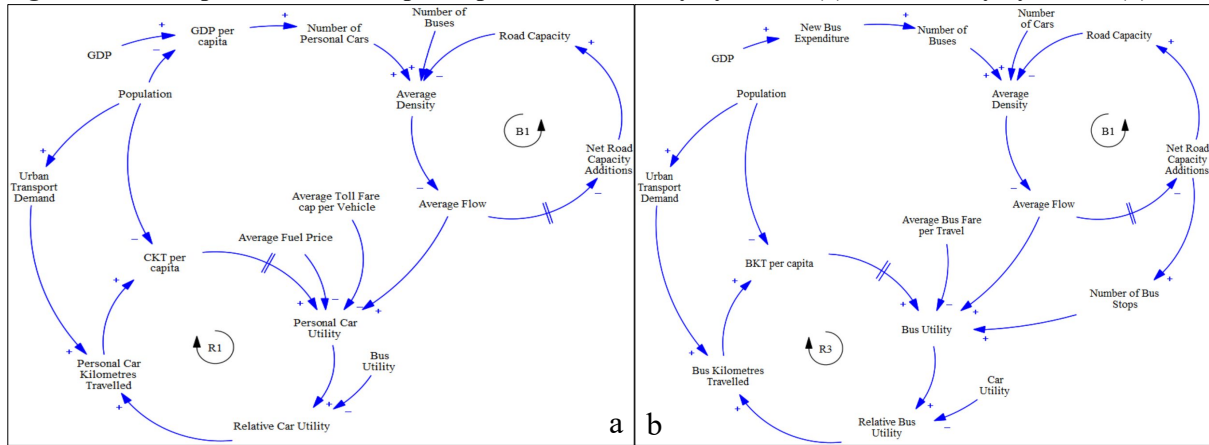 GDP
GDP per
capita
Number of
Personal Cars
Number of
Buses
Road Capacity
Population
Average
Density
B1
Urban
Transport
Demand
Net Road
Capacity
Additions
Average Toll Fare
cap per Vehicle
Average Flow
Average Fuel Price
CKT per
capita
Personal Car
Utility
R1
Bus
Utility
Personal Car
Kilometres
Travelled
Relative Car Utility
a
GDP
New Bus
Expenditure
Number
of Buses
Number
of Cars
Road Capacity
Population
Average
Density
B1
Urban
Transport
Demand
Net Road
Capacity
Additions
Average Bus Fare
per Travel
Average Flow
BKT per capita
Number of Bus
Stops
Bus Utility
R3
Bus Kilometres
Travelled
Car
Utility
Relative Bus
Utility
b